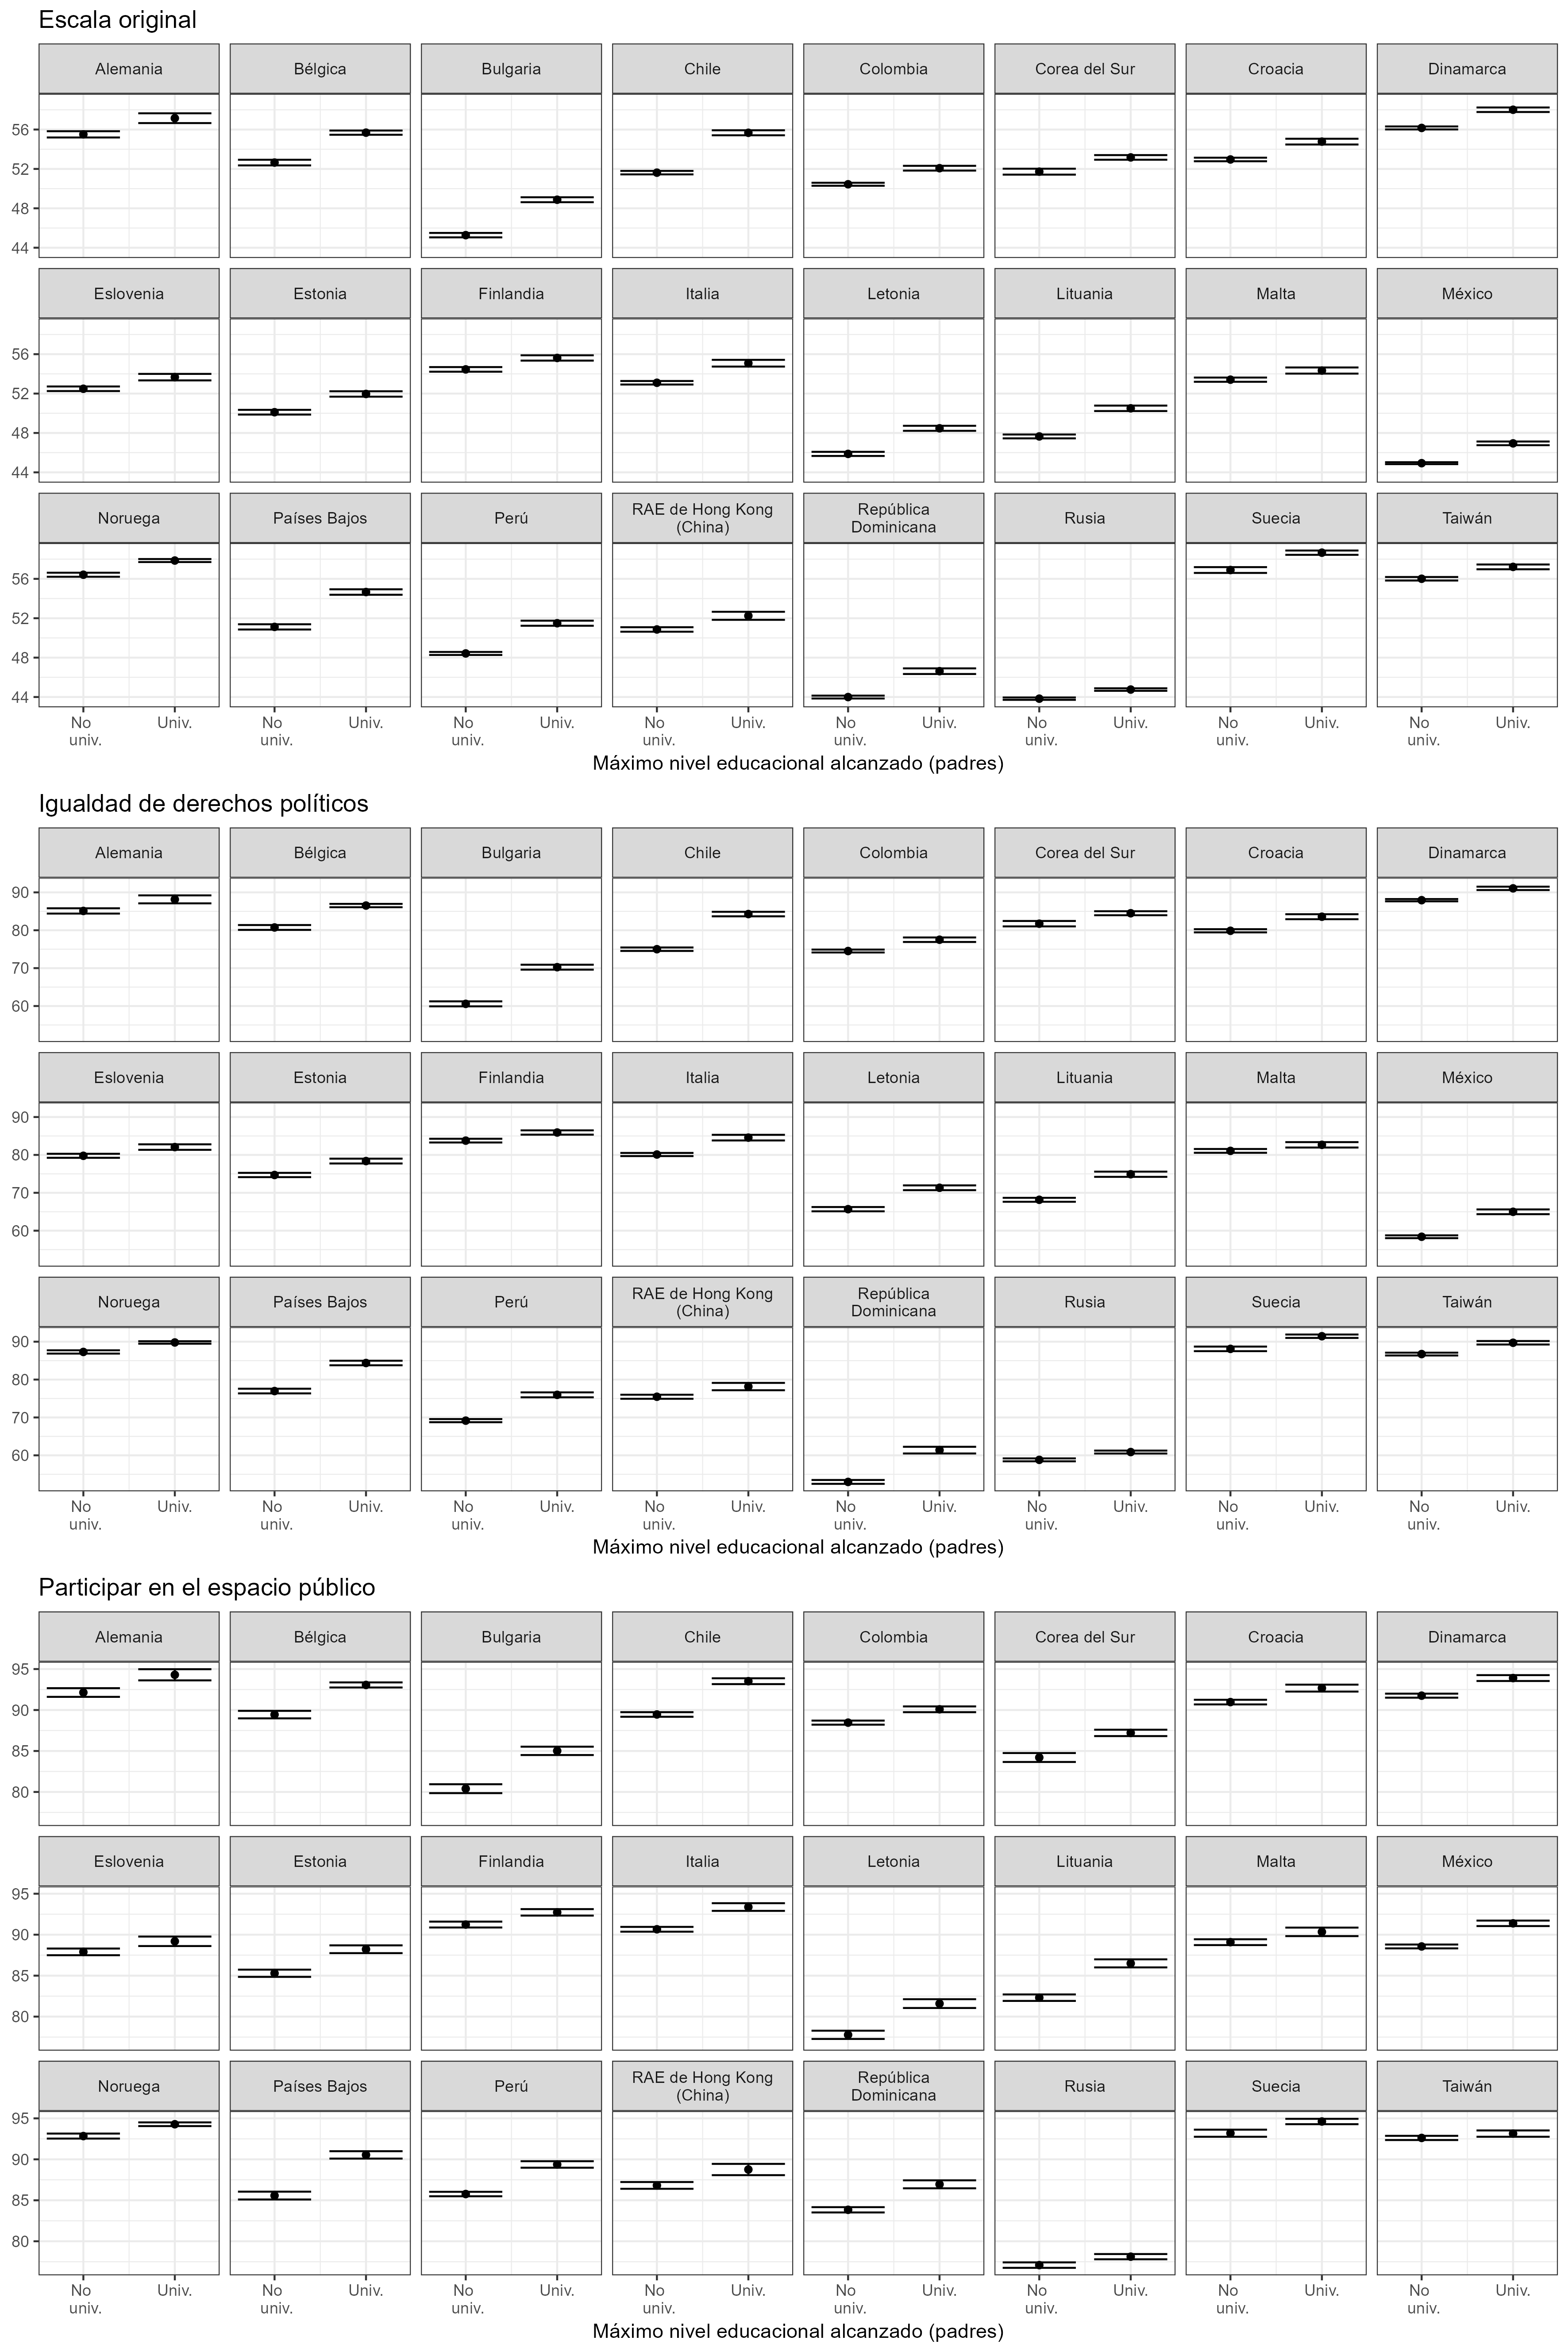 Escala original
Alemania Bélgica Bulgaria Chile Colombia Corea del Sur Croacia Dinamarca
56
52
48
44
Eslovenia Estonia Finlandia Italia Letonia Lituania Malta México
56
52
48
44
Noruega Países Bajos Perú RAE de Hong Kong (China) República Dominicana Rusia Suecia Taiwán
56
52
48
44
No Univ. No Univ. No Univ. No Univ. No Univ. No Univ. No Univ. No Univ.
univ. univ. univ. univ. univ. univ. univ. univ.
Máximo nivel educacional alcanzado (padres)
Igualdad de derechos políticos
Alemania Bélgica Bulgaria Chile Colombia Corea del Sur Croacia Dinamarca
90
80
70
60
Eslovenia Estonia Finlandia Italia Letonia Lituania Malta México
90
80
70
60
Noruega Países Bajos Perú RAE de Hong Kong (China) República Dominicana Rusia Suecia Taiwán
90
80
70
60
No Univ. No Univ. No Univ. No Univ. No Univ. No Univ. No Univ. No Univ.
univ. univ. univ. univ. univ. univ. univ. univ.
Máximo nivel educacional alcanzado (padres)
Participar en el espacio público
Alemania Bélgica Bulgaria Chile Colombia Corea del Sur Croacia Dinamarca
95
90
85
80
Eslovenia Estonia Finlandia Italia Letonia Lituania Malta México
95
90
85
80
Noruega Países Bajos Perú RAE de Hong Kong (China) República Dominicana Rusia Suecia Taiwán
95
90
85
80
No Univ. No Univ. No Univ. No Univ. No Univ. No Univ. No Univ. No Univ.
univ. univ. univ. univ. univ. univ. univ. univ.
Máximo nivel educacional alcanzado (padres)